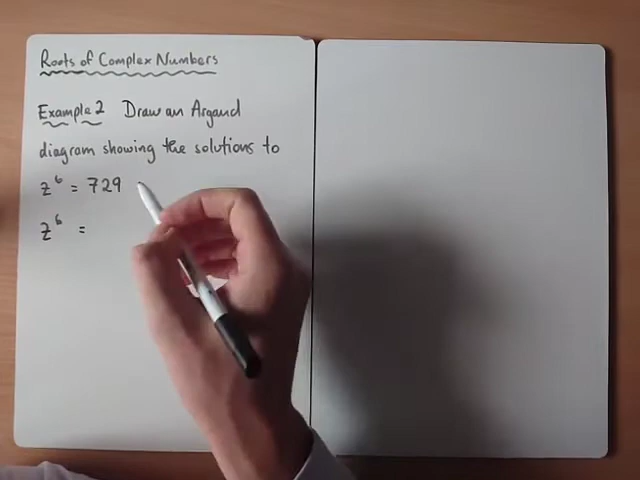 Roots of Complex Numbers
Example 2 Draw an Argand
diagram showing the solutions to
z⁶ = 729
z⁶ =